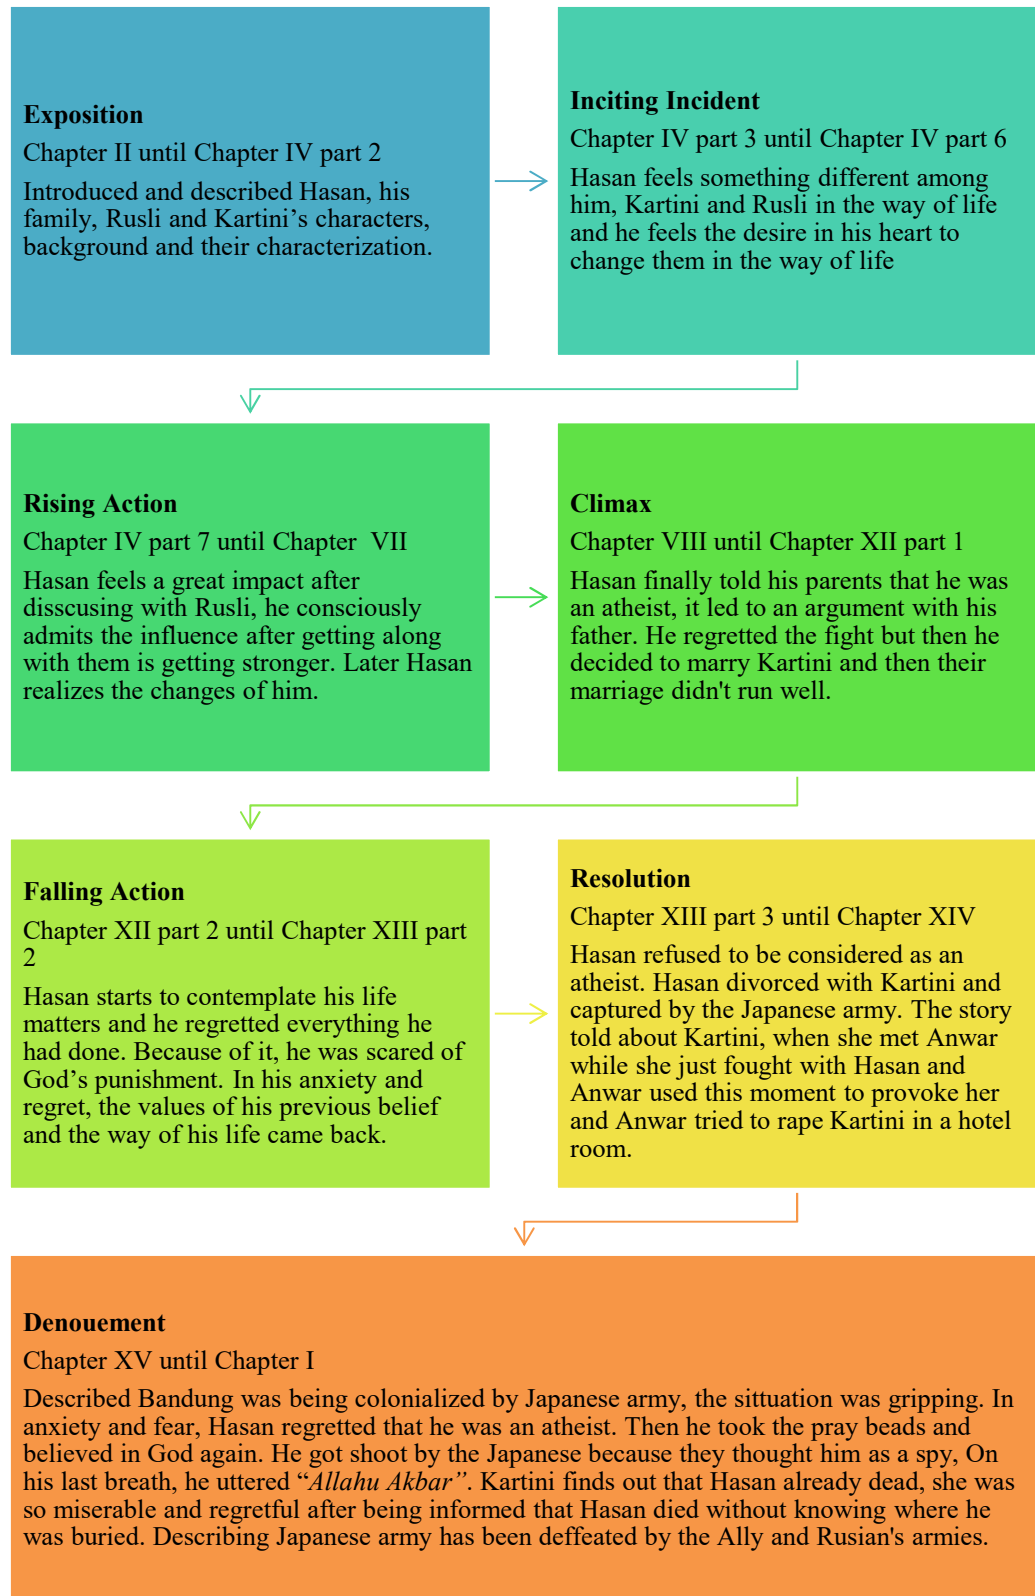 Exposition
Chapter II until Chapter IV part 2
Introduced and described Hasan, his
family, Rusli and Kartini’s characters,
background and their characterization.
Inciting Incident
Chapter IV part 3 until Chapter IV part 6
Hasan feels something different among
him, Kartini and Rusli in the way of life
and he feels the desire in his heart to
change them in the way of life
Rising Action
Chapter IV part 7 until Chapter VII
Hasan feels a great impact after
disscusing with Rusli, he consciously
admits the influence after getting along
with them is getting stronger. Later Hasan
realizes the changes of him.
Climax
Chapter VIII until Chapter XII part 1
Hasan finally told his parents that he was
an atheist, it led to an argument with his
father. He regretted the fight but then he
decided to marry Kartini and then their
marriage didn't run well.
Falling Action
Chapter XII part 2 until Chapter XIII part
2
Hasan starts to contemplate his life
matters and he regretted everything he
had done. Because of it, he was scared of
God’s punishment. In his anxiety and
regret, the values of his previous belief
and the way of his life came back.
Resolution
Chapter XIII part 3 until Chapter XIV
Hasan refused to be considered as an
atheist. Hasan divorced with Kartini and
captured by the Japanese army. The story
told about Kartini, when she met Anwar
while she just fought with Hasan and
Anwar used this moment to provoke her
and Anwar tried to rape Kartini in a hotel
room.
Denouement
Chapter XV until Chapter I
Described Bandung was being colonialized by Japanese army, the sittuation was gripping. In
anxiety and fear, Hasan regretted that he was an atheist. Then he took the pray beads and
believed in God again. He got shoot by the Japanese because they thought him as a spy, On
his last breath, he uttered “Allahu Akbar”. Kartini finds out that Hasan already dead, she was
so miserable and regretful after being informed that Hasan died without knowing where he
was buried. Describing Japanese army has been deffeated by the Ally and Rusian's armies.